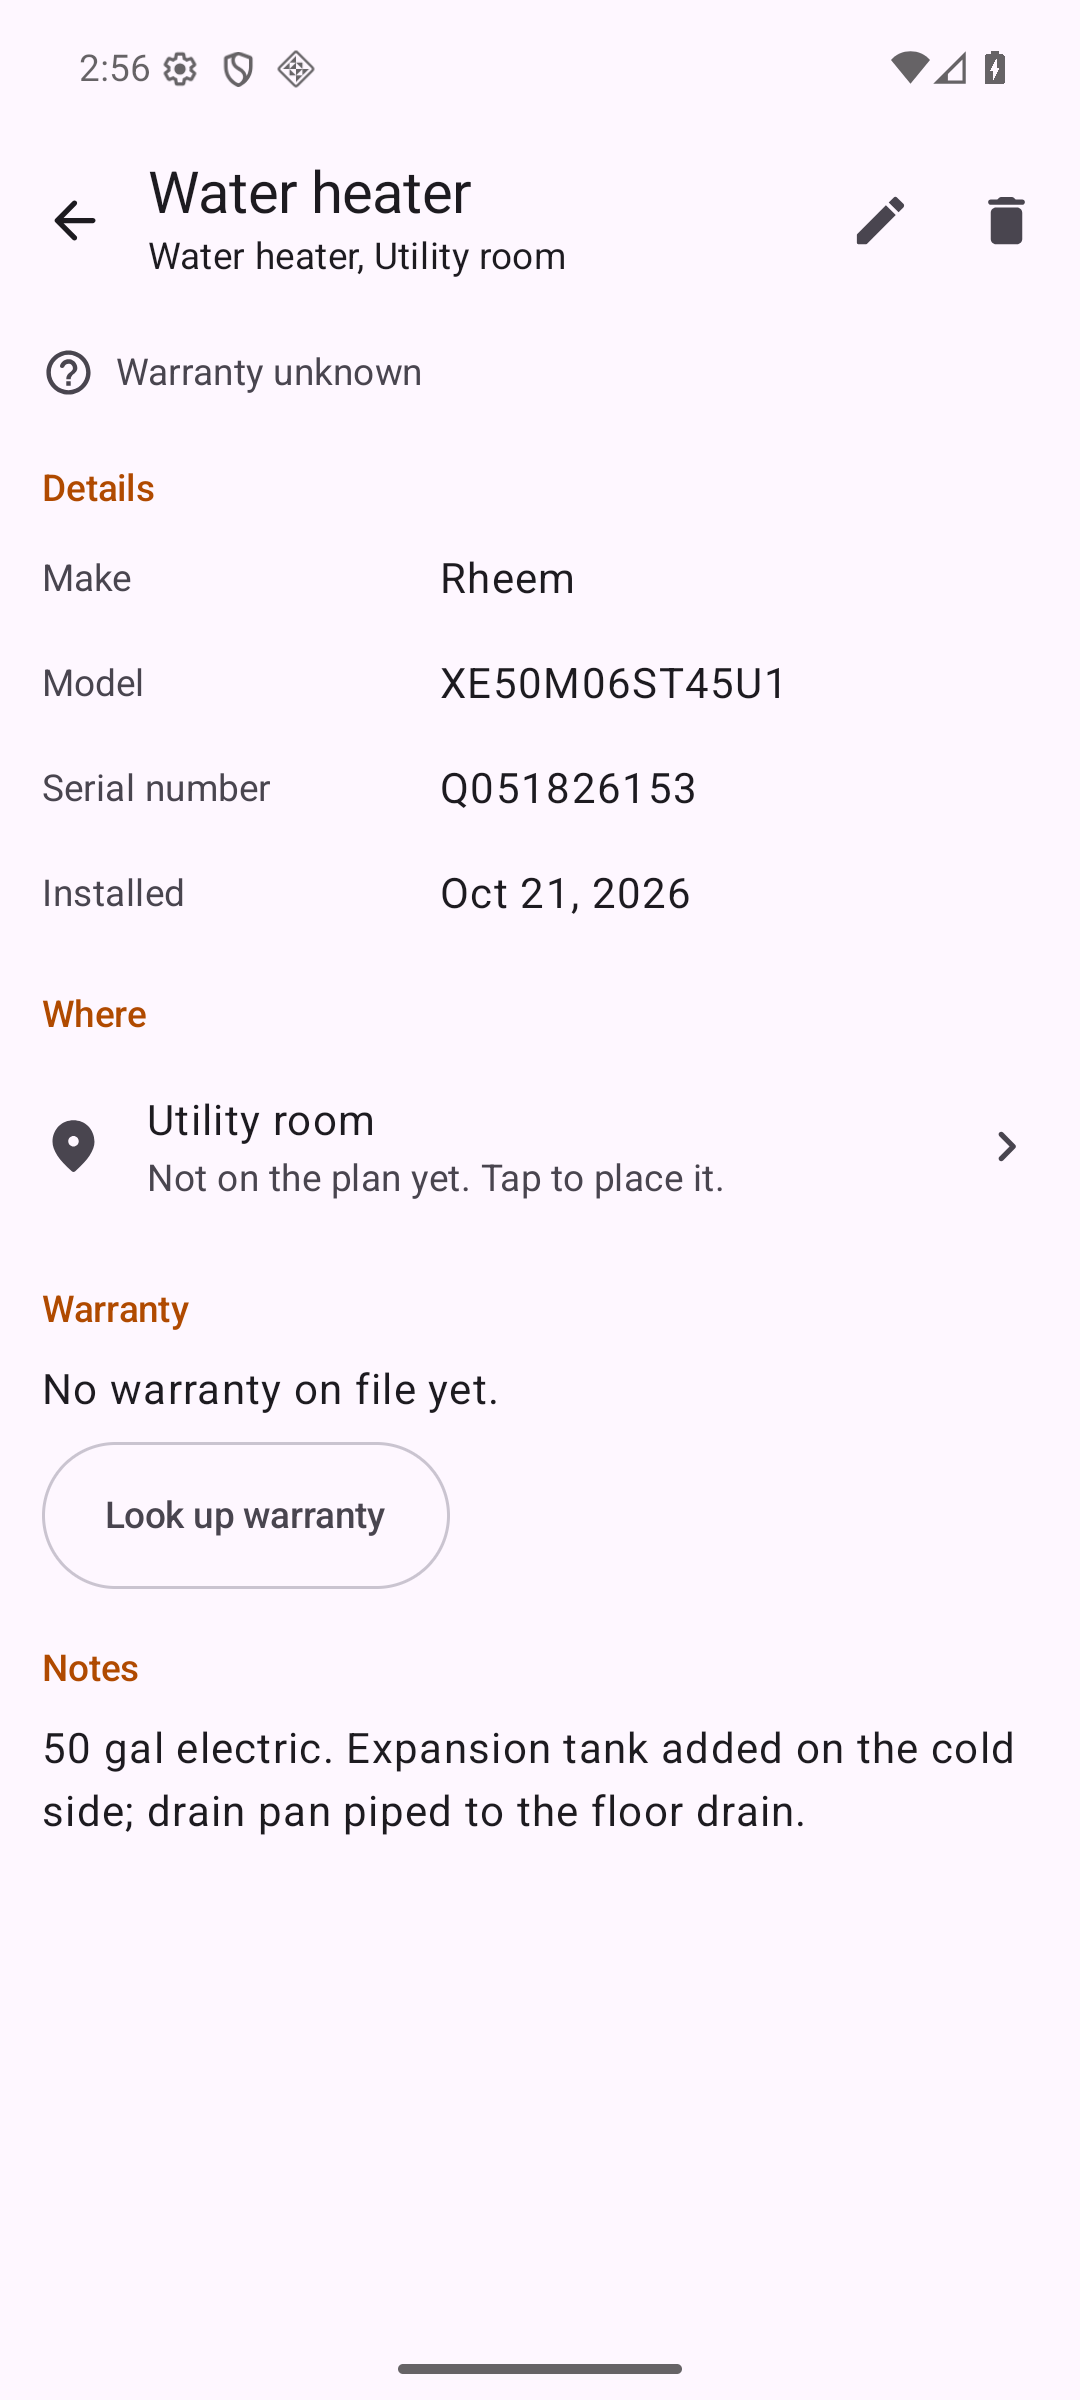 2:56
Water heater
Water heater, Utility room
Warranty unknown
Details
Make Rheem
Model XE50M06ST45U1
Serial number Q051826153
Installed Oct 21, 2026
Where
Utility room
Not on the plan yet. Tap to place it.
Warranty
No warranty on file yet.
Look up warranty
Notes
50 gal electric. Expansion tank added on the cold
side; drain pan piped to the floor drain.